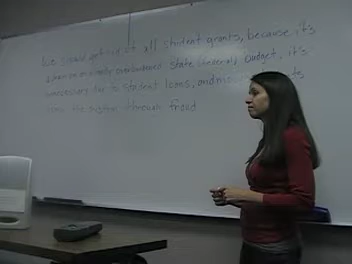 We should get rid of all student grants, because it's
a drain on an already overburdened state (federal) budget, it's
unnecessary due to student loans, and
the system through fraud